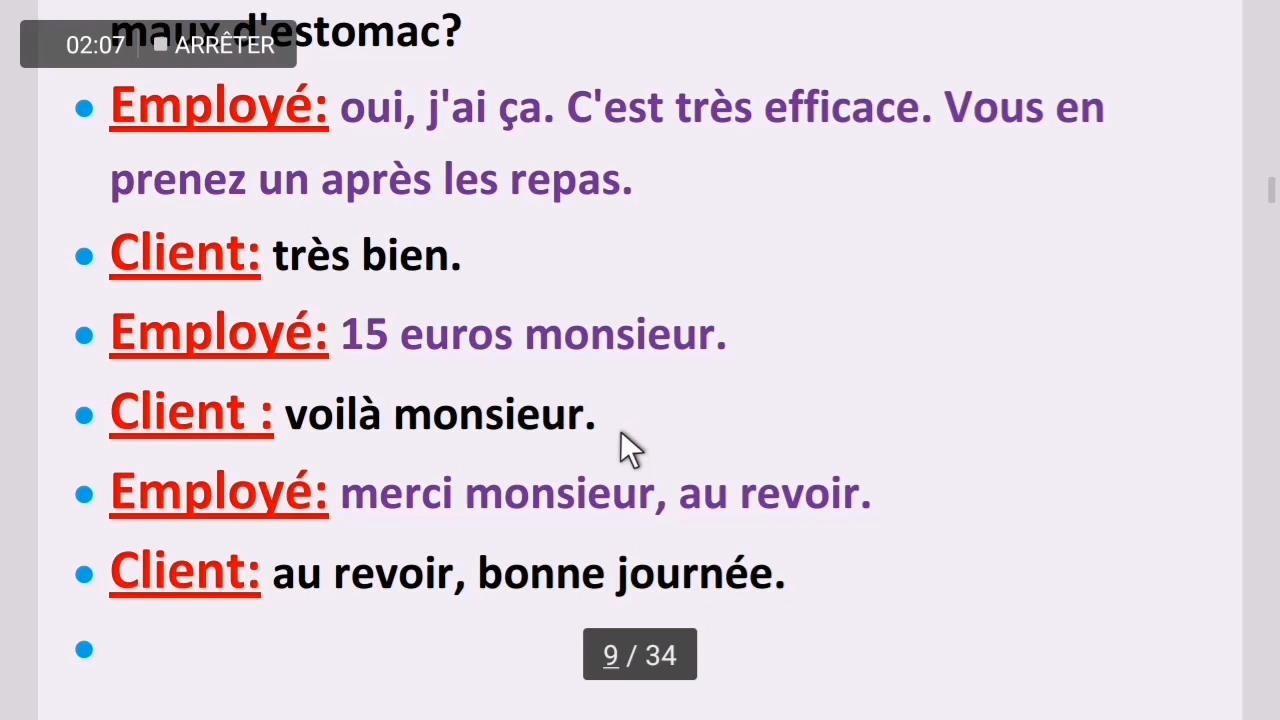 maux d'estomac?
02:07 ARRÊTER
Employé: oui, j'ai ça. C'est très efficace. Vous en
prenez un après les repas.
Client: très bien.
Employé: 15 euros monsieur.
Client : voilà monsieur.
Employé: merci monsieur, au revoir.
Client: au revoir, bonne journée.
9 / 34